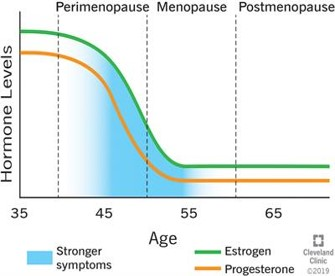 Perimenopause Menopause Postmenopause
Hormone Levels
35 45 55 65
Age
Stronger
symptoms
Estrogen
Progesterone
Cleveland
Clinic
©2019